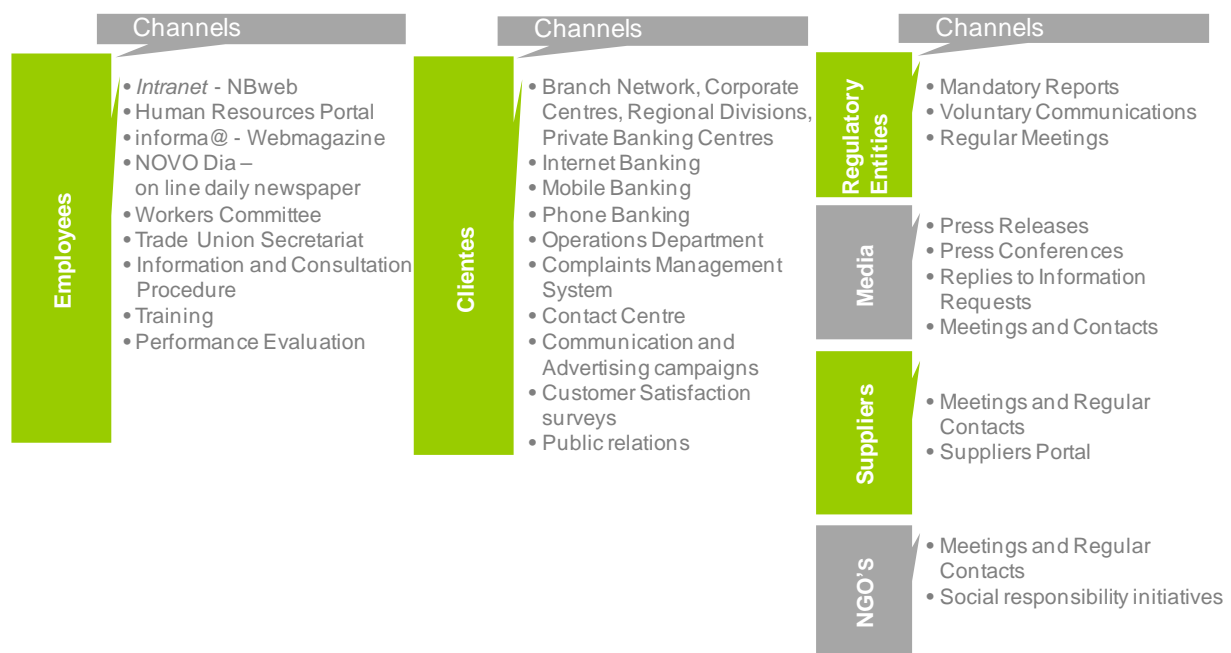 Channels
Employees
• Intranet - NBweb
• Human Resources Portal
• informa@ - Webmagazine
• NOVO Dia –
on line daily newspaper
• Workers Committee
• Trade Union Secretariat
• Information and Consultation
Procedure
• Training
• Performance Evaluation
Channels
Clientes
• Branch Network, Corporate
Centres, Regional Divisions,
Private Banking Centres
• Internet Banking
• Mobile Banking
• Phone Banking
• Operations Department
• Complaints Management
System
• Contact Centre
• Communication and
Advertising campaigns
• Customer Satisfaction
surveys
• Public relations
Channels
Regulatory
Entities
• Mandatory Reports
• Voluntary Communications
• Regular Meetings
Media
• Press Releases
• Press Conferences
• Replies to Information
Requests
• Meetings and Contacts
Suppliers
• Meetings and Regular
Contacts
• Suppliers Portal
NGO'S
• Meetings and Regular
Contacts
• Social responsibility initiatives